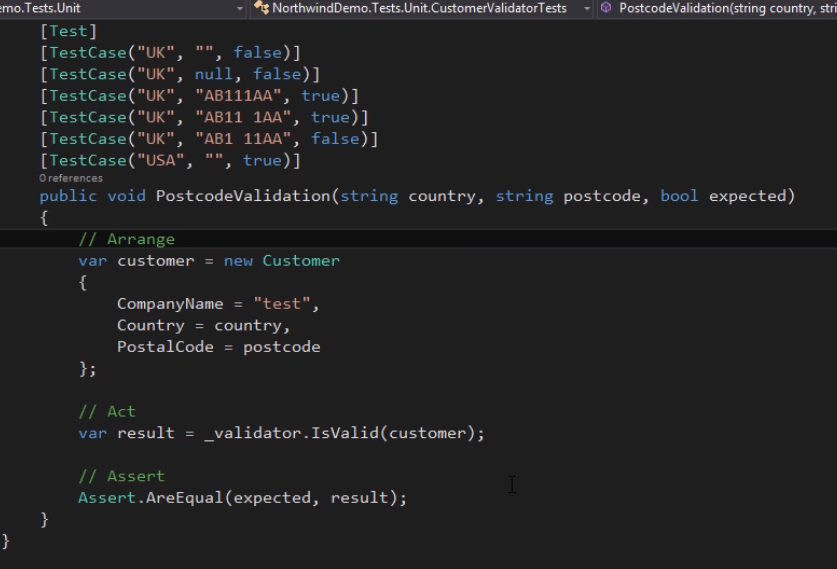 emo.Tests.Unit NorthwindDemo.Tests.Unit.CustomerValidatorTests PostcodeValidation(string country, stri
[Test]
[TestCase("UK", "", false)]
[TestCase("UK", null, false)]
[TestCase("UK", "AB111AA", true)]
[TestCase("UK", "AB11 1AA", true)]
[TestCase("UK", "AB1 11AA", false)]
[TestCase("USA", "", true)]
0 references
public void PostcodeValidation(string country, string postcode, bool expected)
{
// Arrange
var customer = new Customer
{
CompanyName = "test",
Country = country,
PostalCode = postcode
};
// Act
var result = _validator.IsValid(customer);
// Assert
Assert.AreEqual(expected, result);
}
}